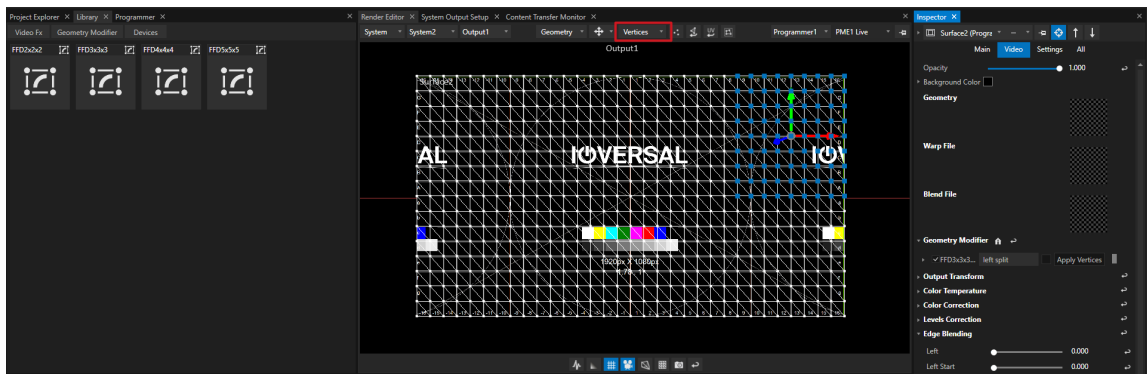 Project Explorer × Library × Programmer ×
Video Fx Geometry Modifier Devices
FFD2x2x2 FFD3x3x3 FFD4x4x4 FFD5x5x5
Render Editor × System Output Setup × Content Transfer Monitor ×
System System2 Output1 Geometry Vertices UV Programmer1 PME1 Live
Output1
Surface2
AL IOVERSAL IOV
1920px X 1080px
Inspector ×
Surface2 (Progra
Main Video Settings All
Opacity 1.000
Background Color
Geometry
Warp File
Blend File
Geometry Modifier
FFD3x3x3... left split Apply Vertices
Output Transform
Color Temperature
Color Correction
Levels Correction
Edge Blending
Left 0.000
Left Start 0.000